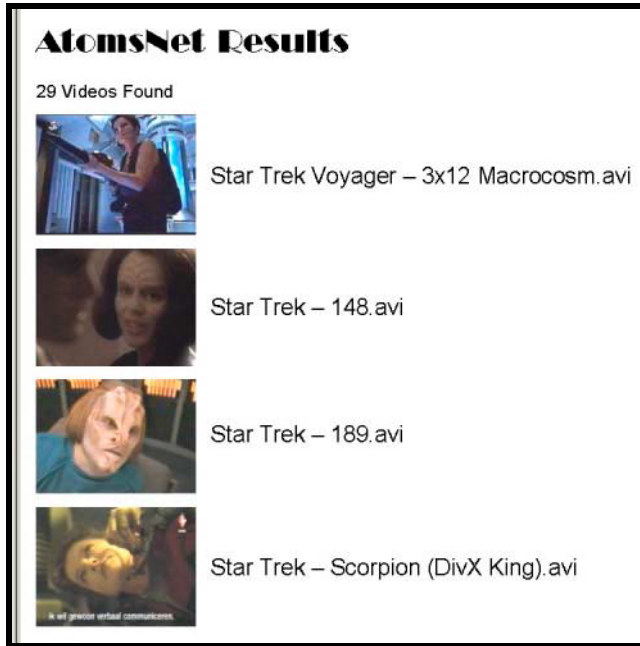 AtomsNet Results
29 Videos Found
Star Trek Voyager – 3x12 Macrocosm.avi
Star Trek – 148.avi
Star Trek – 189.avi
Star Trek – Scorpion (DivX King).avi
ik wil gewoon verbaal communiceren.